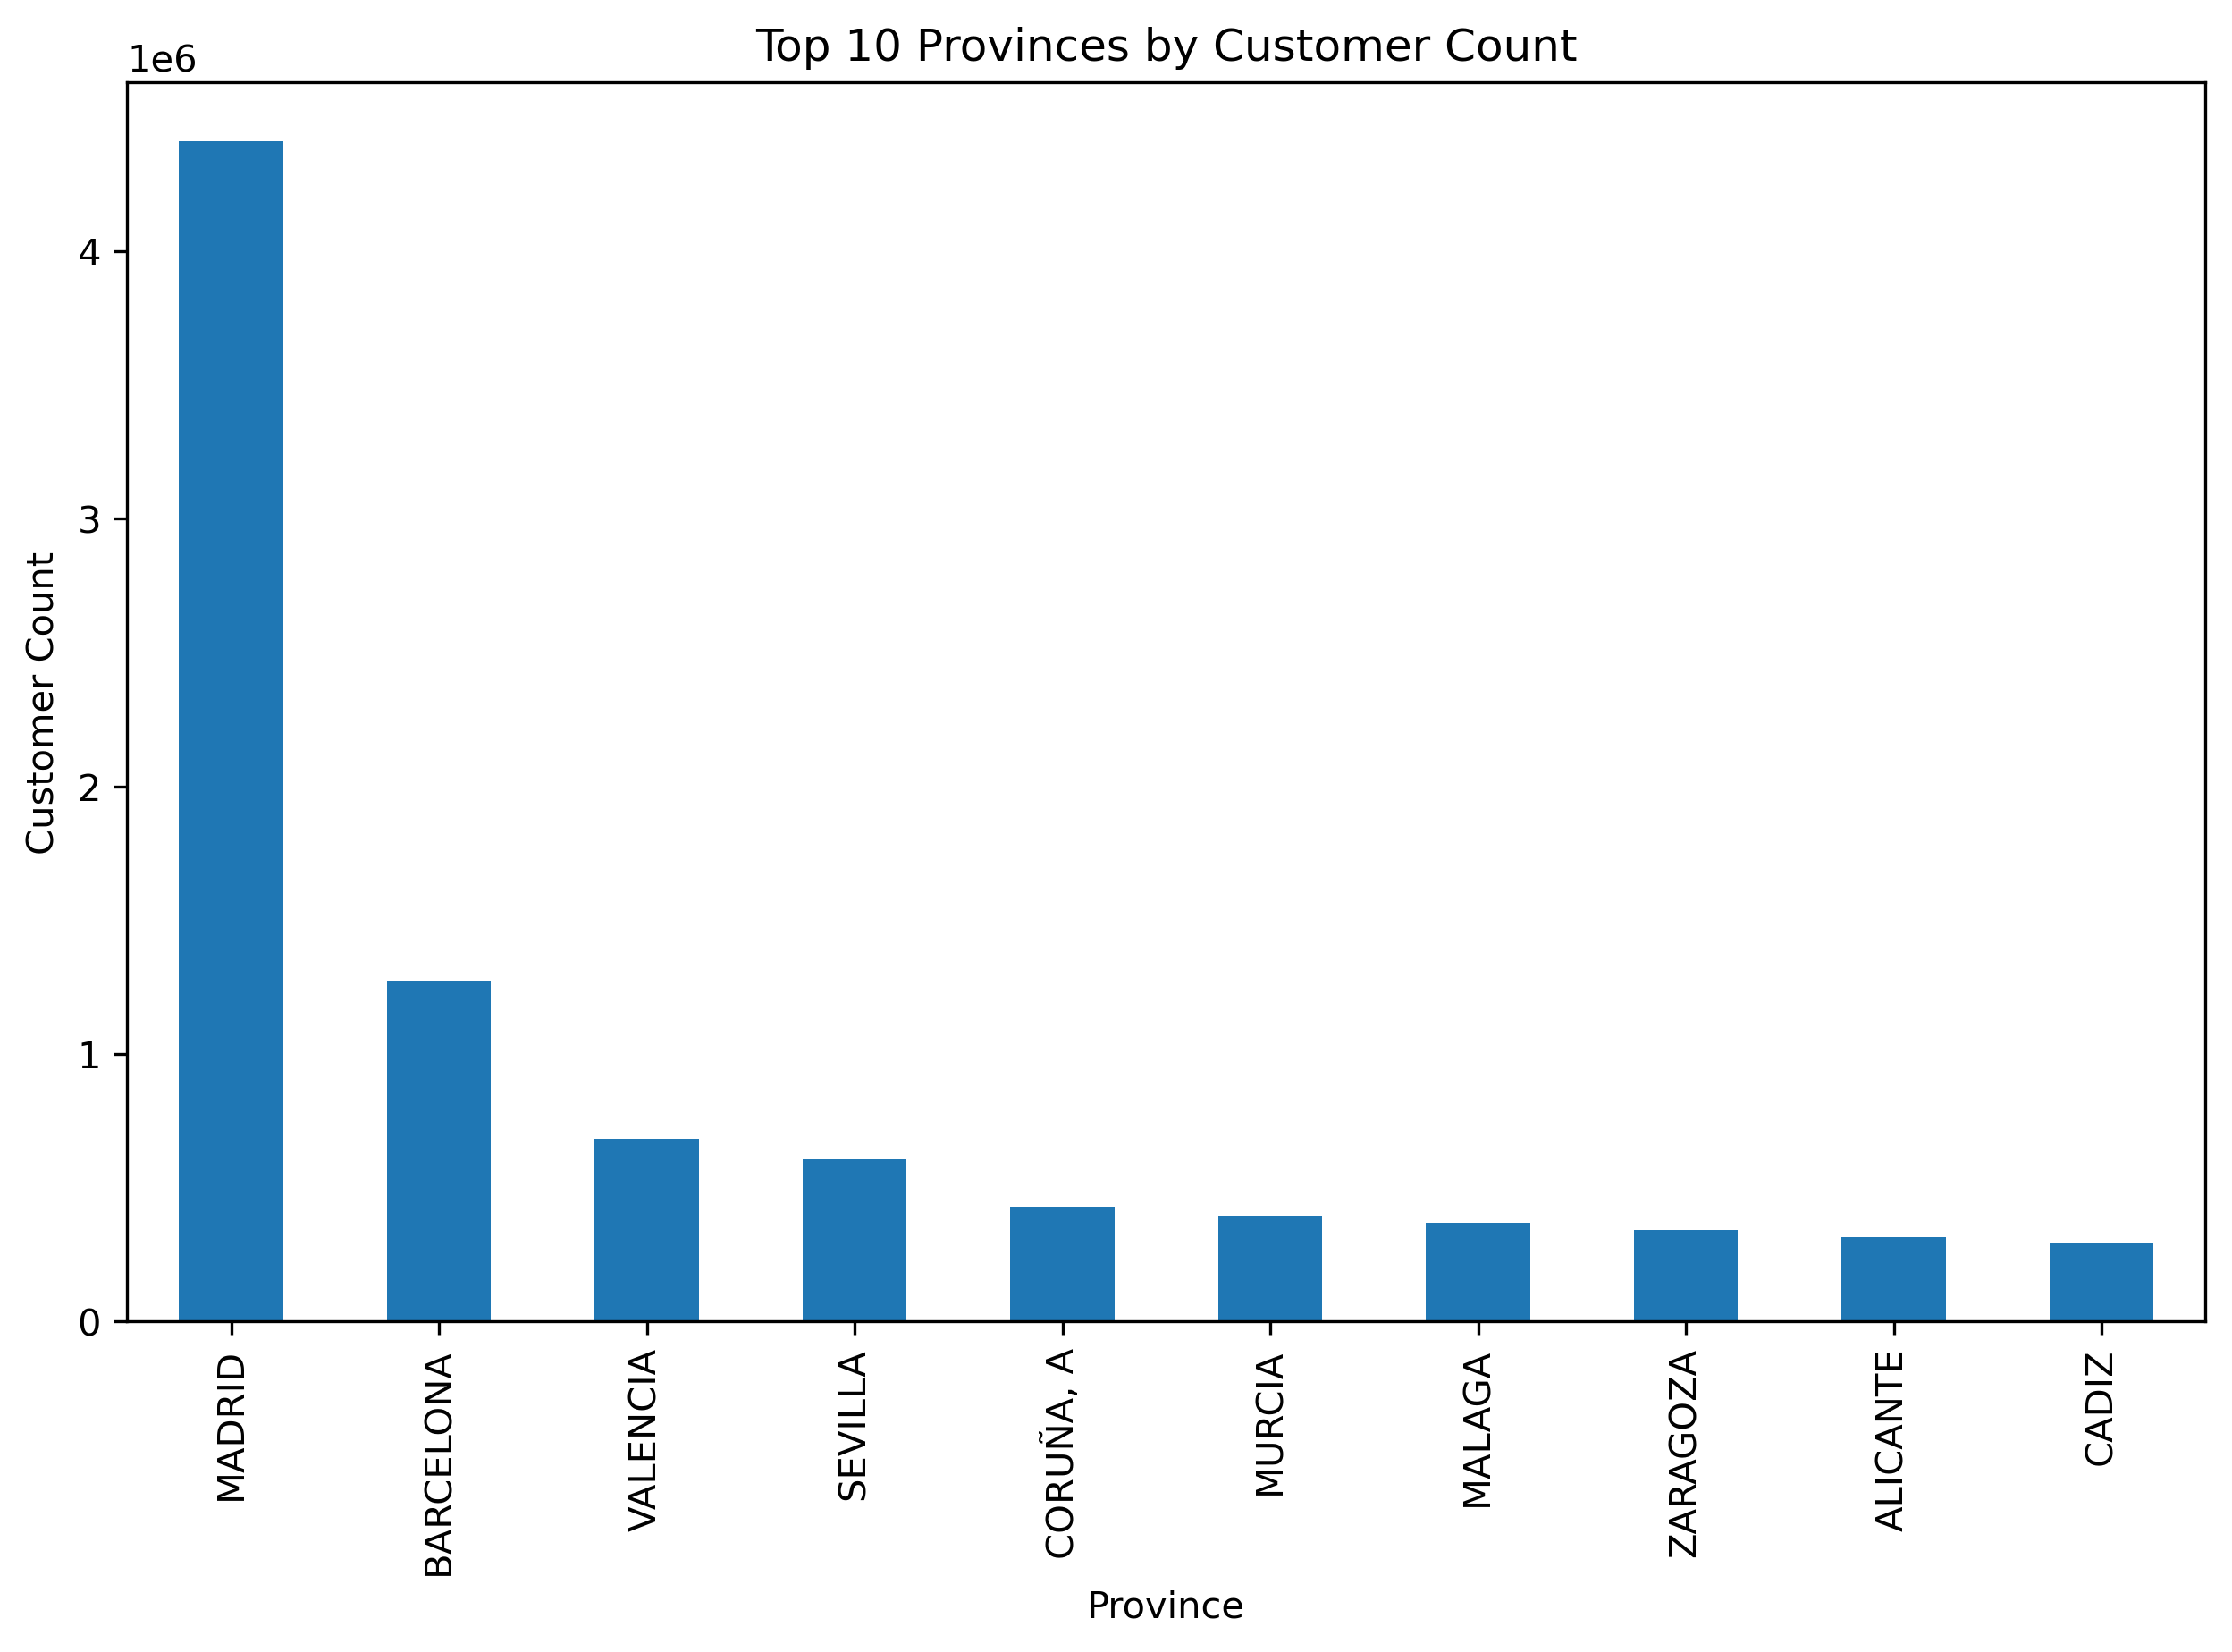 Top 10 Provinces by Customer Count
1e6
4
3
2
1
0
Customer Count
MADRID
BARCELONA
VALENCIA
SEVILLA
CORUÑA, A
MURCIA
MALAGA
ZARAGOZA
ALICANTE
CADIZ
Province